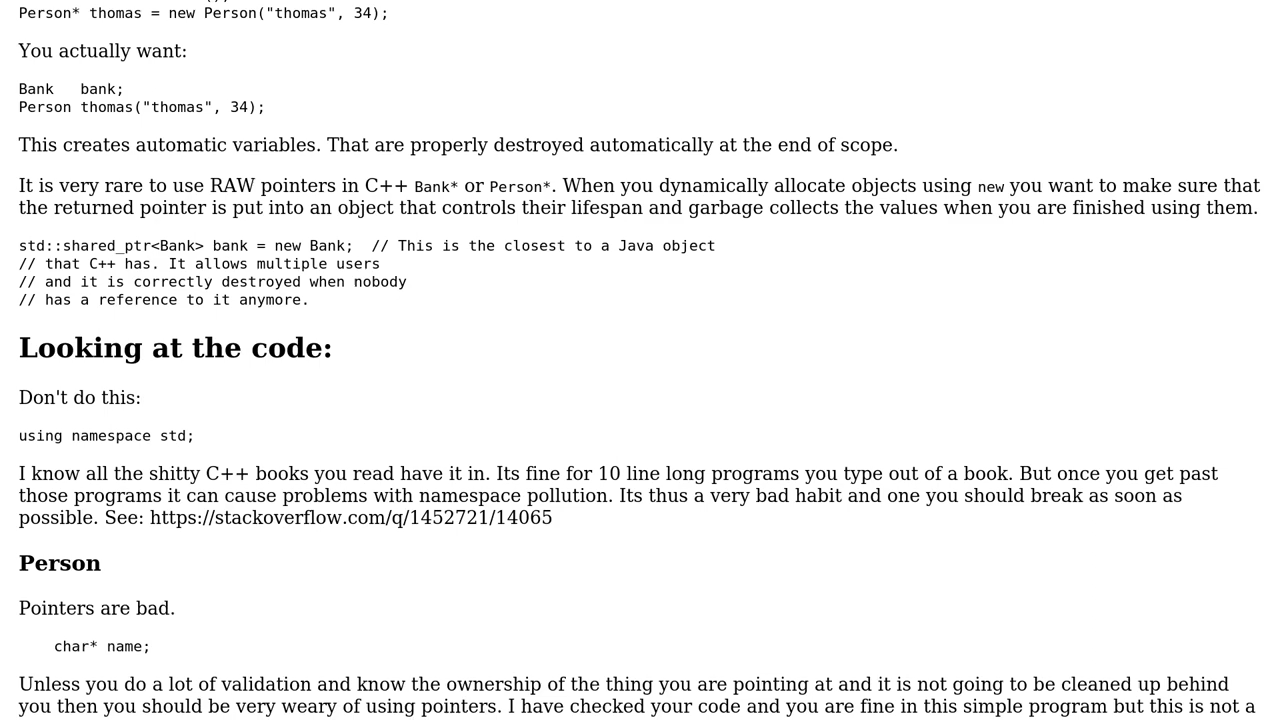 Person* thomas = new Person("thomas", 34);
You actually want:
Bank   bank;
Person thomas("thomas", 34);
This creates automatic variables. That are properly destroyed automatically at the end of scope.
It is very rare to use RAW pointers in C++ Bank* or Person*. When you dynamically allocate objects using new you want to make sure that
the returned pointer is put into an object that controls their lifespan and garbage collects the values when you are finished using them.
std::shared_ptr<Bank> bank = new Bank;  // This is the closest to a Java object
// that C++ has. It allows multiple users
// and it is correctly destroyed when nobody
// has a reference to it anymore.
Looking at the code:
Don't do this:
using namespace std;
I know all the shitty C++ books you read have it in. Its fine for 10 line long programs you type out of a book. But once you get past
those programs it can cause problems with namespace pollution. Its thus a very bad habit and one you should break as soon as
possible. See: https://stackoverflow.com/q/1452721/14065
Person
Pointers are bad.
    char* name;
Unless you do a lot of validation and know the ownership of the thing you are pointing at and it is not going to be cleaned up behind
you then you should be very weary of using pointers. I have checked your code and you are fine in this simple program but this is not a